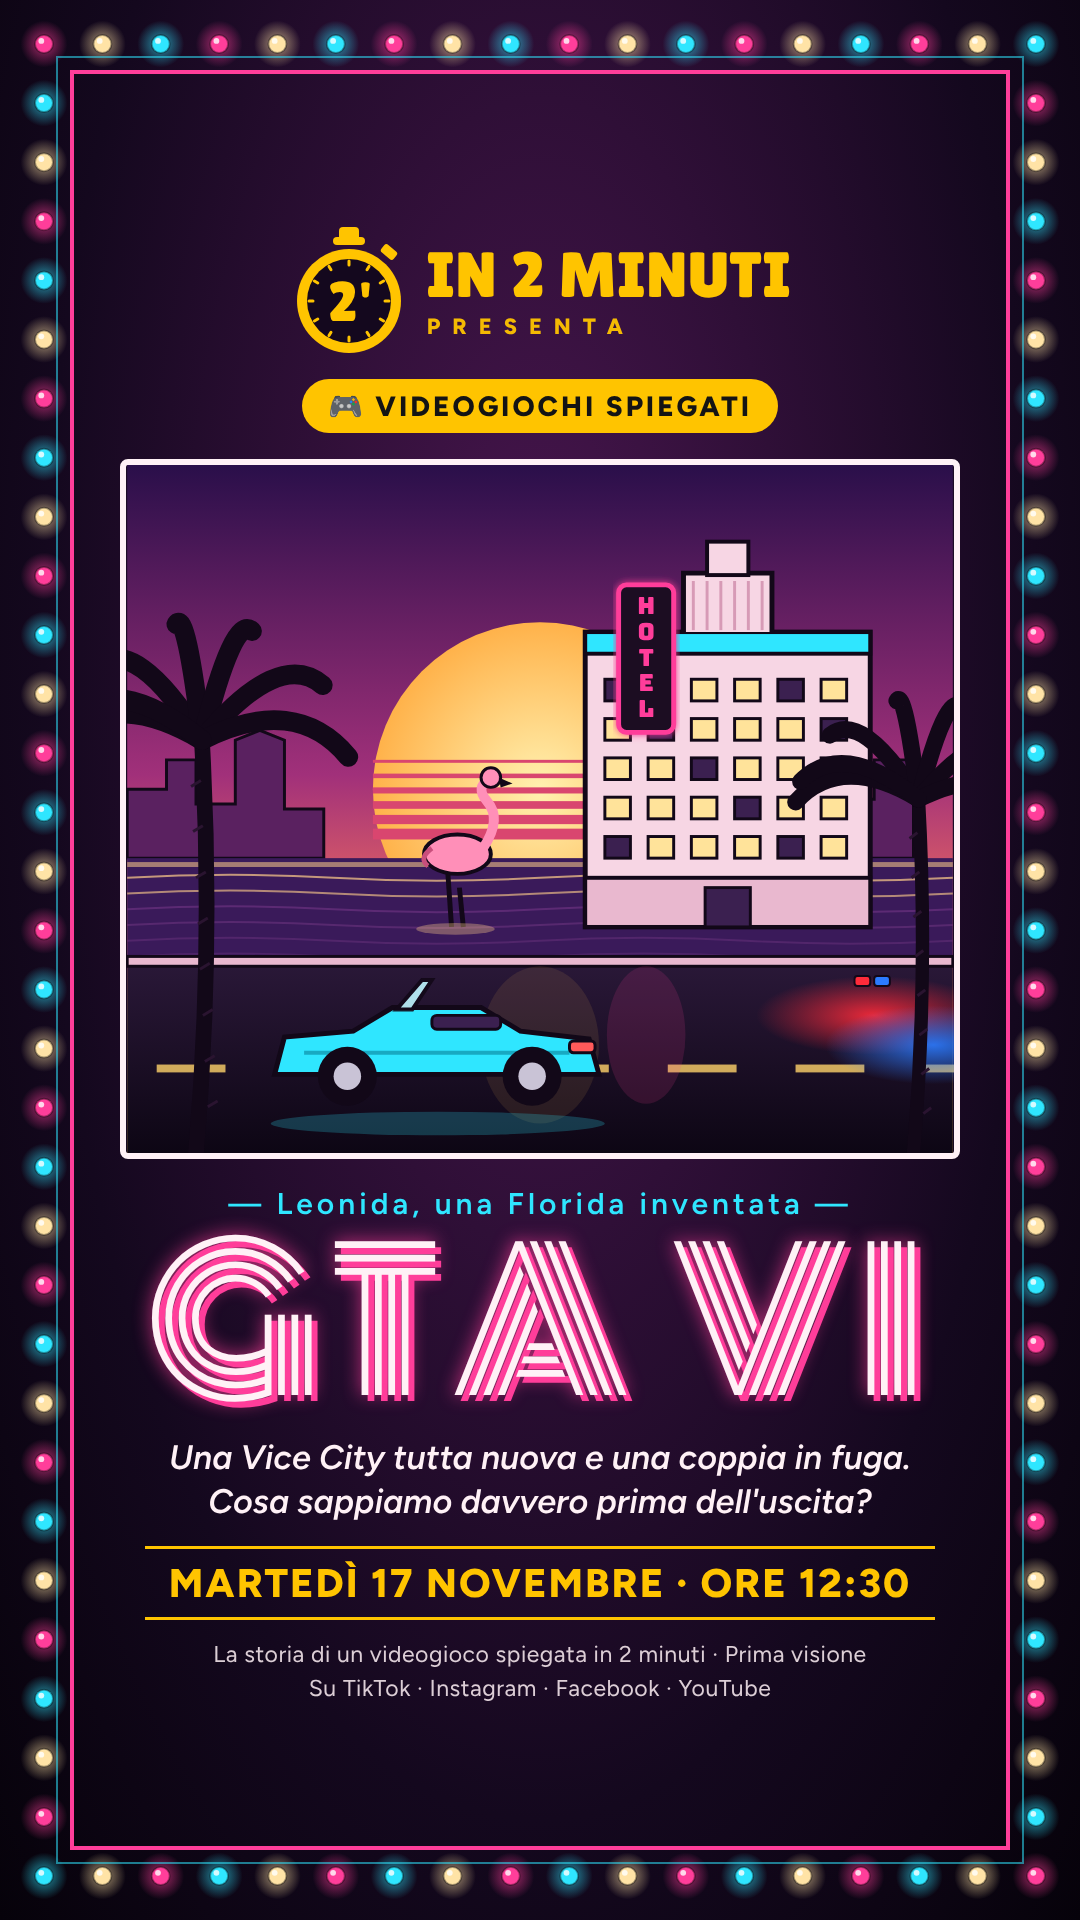 2'
IN 2 MINUTI
PRESENTA
🎮 VIDEOGIOCHI SPIEGATI
HOTEL
— Leonida, una Florida inventata —
GTA VI
Una Vice City tutta nuova e una coppia in fuga.
Cosa sappiamo davvero prima dell'uscita?
MARTEDÌ 17 NOVEMBRE · ORE 12:30
La storia di un videogioco spiegata in 2 minuti · Prima visione
Su TikTok · Instagram · Facebook · YouTube